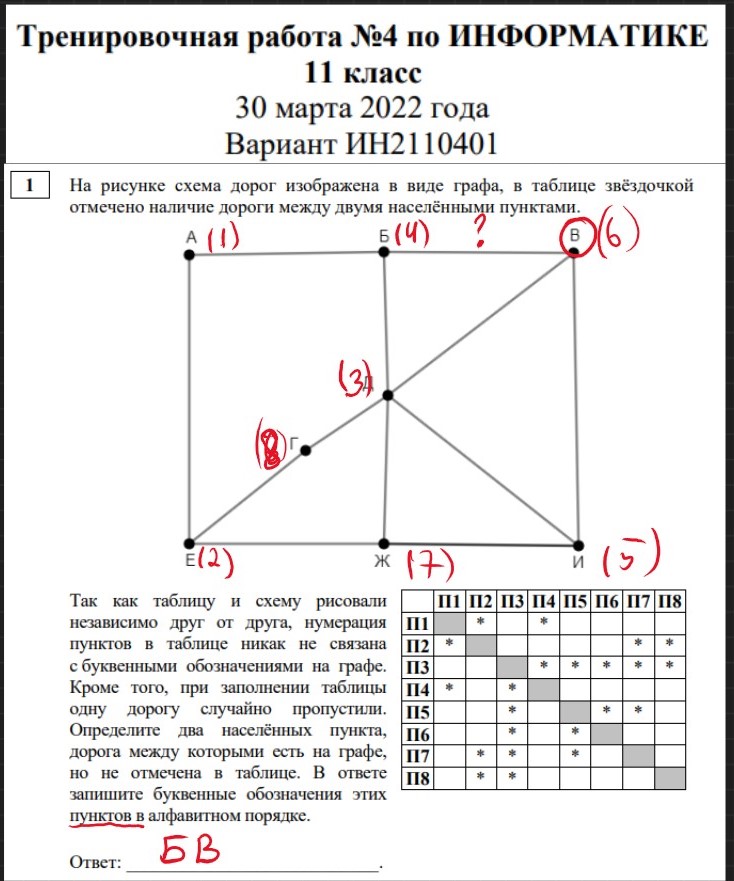 Тренировочная работа №4 по ИНФОРМАТИКЕ
11 класс
30 марта 2022 года
Вариант ИН2110401
1 На рисунке схема дорог изображена в виде графа, в таблице звёздочкой
отмечено наличие дороги между двумя населёнными пунктами.
А (1) Б (4) ? В (6)
(3) Д
(8) Г
Е (2) Ж (7) И (5)
Так как таблицу и схему рисовали
независимо друг от друга, нумерация
пунктов в таблице никак не связана
с буквенными обозначениями на графе.
Кроме того, при заполнении таблицы
одну дорогу случайно пропустили.
Определите два населённых пункта,
дорога между которыми есть на графе,
но не отмечена в таблице. В ответе
запишите буквенные обозначения этих
пунктов в алфавитном порядке.
П1 П2 П3 П4 П5 П6 П7 П8
П1 * *
П2 * * *
П3 * * * * *
П4 * *
П5 * * *
П6 * *
П7 * * *
П8 * *
Ответ: БВ.